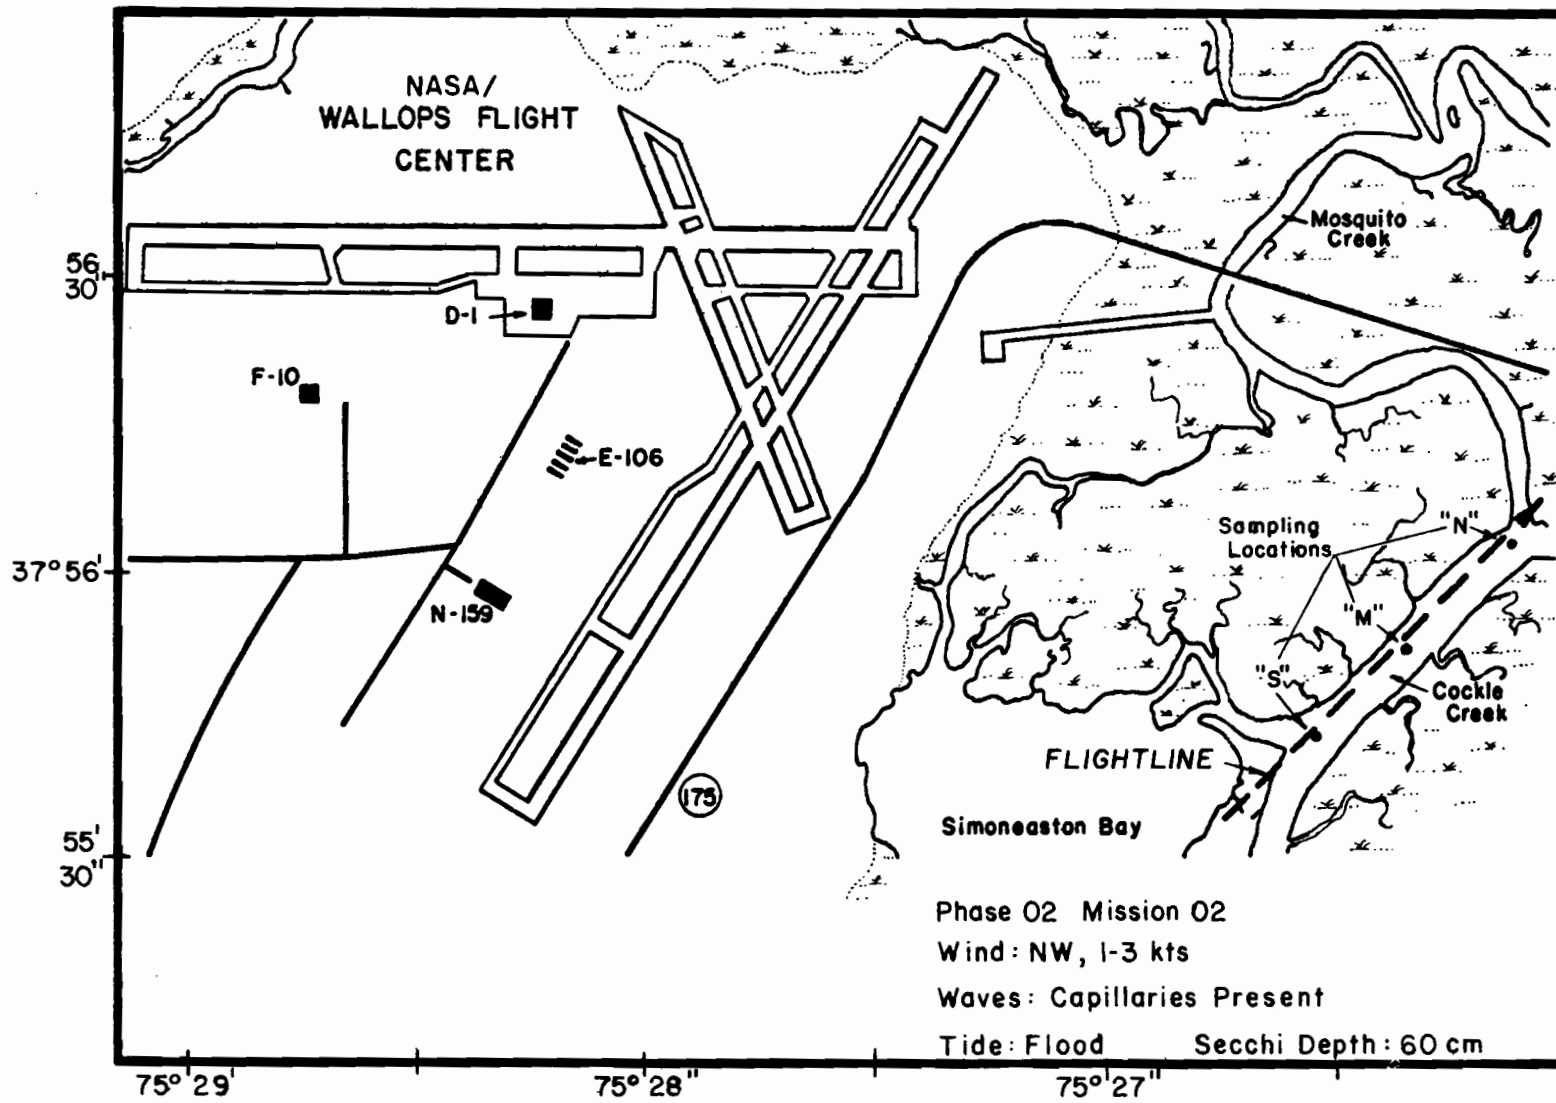 NASA/
WALLOPS FLIGHT
CENTER
Mosquito
Creek
56'
30"
D-1
F-10
E-106
Sampling
Locations
"N"
37°56'
N-159
"M"
"S"
Cockle
Creek
FLIGHTLINE
175
Simoneaston Bay
55'
30"
Phase 02 Mission 02
Wind: NW, 1-3 kts
Waves: Capillaries Present
Tide: Flood Secchi Depth: 60 cm
75° 29'
75° 28"
75° 27"